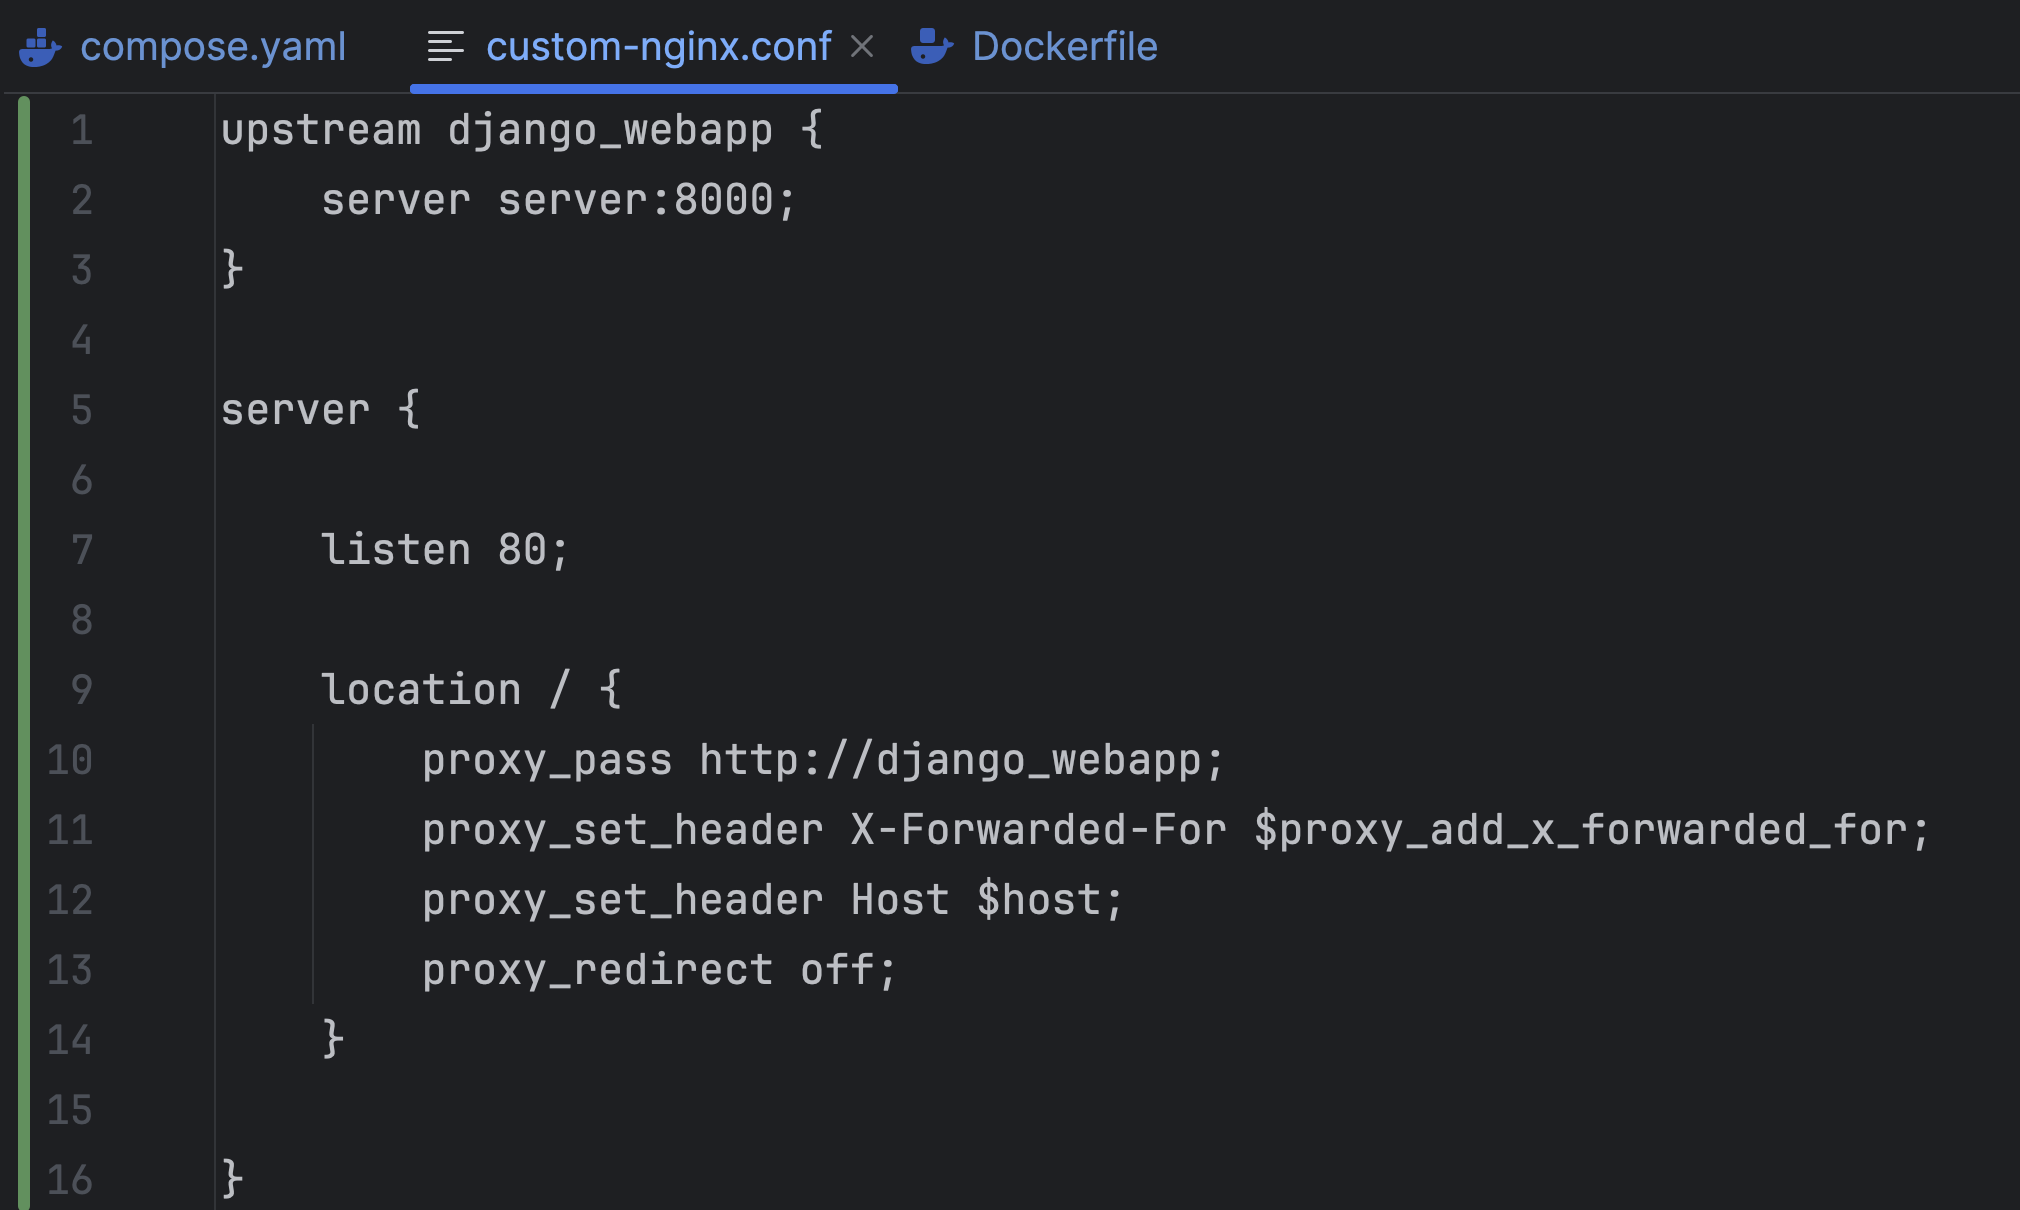 compose.yaml custom-nginx.conf Dockerfile
1 upstream django_webapp {
2     server server:8000;
3 }
4
5 server {
6
7     listen 80;
8
9     location / {
10         proxy_pass http://django_webapp;
11         proxy_set_header X-Forwarded-For $proxy_add_x_forwarded_for;
12         proxy_set_header Host $host;
13         proxy_redirect off;
14     }
15
16 }